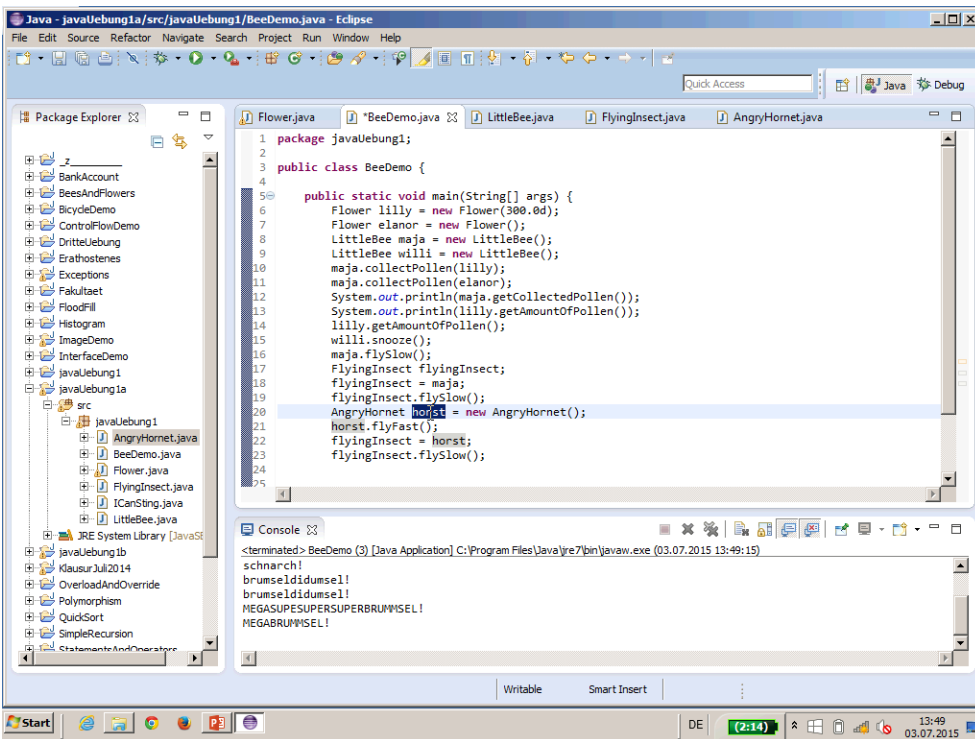 Java - javaUebung1a/src/javaUebung1/BeeDemo.java - Eclipse
File Edit Source Refactor Navigate Search Project Run Window Help
Quick Access
Java
Debug
Package Explorer
Flower.java
*BeeDemo.java
LittleBee.java
FlyingInsect.java
AngryHornet.java
_z_________
BankAccount
BeesAndFlowers
BicycleDemo
ControlFlowDemo
DritteUebung
Erathostenes
Exceptions
Fakultaet
FloodFill
Histogram
ImageDemo
InterfaceDemo
javaUebung1
javaUebung1a
src
javaUebung1
AngryHornet.java
BeeDemo.java
Flower.java
FlyingInsect.java
ICanSting.java
LittleBee.java
JRE System Library [JavaSE
javaUebung1b
KlausurJuli2014
OverloadAndOverride
Polymorphism
QuickSort
SimpleRecursion
StatementsAndOperators
1 package javaUebung1;
2
3 public class BeeDemo {
4
5 public static void main(String[] args) {
6 Flower lilly = new Flower(300.0d);
7 Flower elanor = new Flower();
8 LittleBee maja = new LittleBee();
9 LittleBee willi = new LittleBee();
10 maja.collectPollen(lilly);
11 maja.collectPollen(elanor);
12 System.out.println(maja.getCollectedPollen());
13 System.out.println(lilly.getAmountOfPollen());
14 lilly.getAmountOfPollen();
15 willi.snooze();
16 maja.flySlow();
17 FlyingInsect flyingInsect;
18 flyingInsect = maja;
19 flyingInsect.flySlow();
20 AngryHornet horst = new AngryHornet();
21 horst.flyFast();
22 flyingInsect = horst;
23 flyingInsect.flySlow();
24
25
Console
<terminated> BeeDemo (3) [Java Application] C:\Program Files\Java\jre7\bin\javaw.exe (03.07.2015 13:49:15)
schnarch!
brumseldidumsel!
brumseldidumsel!
MEGASUPESUPERSUPERBRUMMSEL!
MEGABRUMMSEL!
Writable
Smart Insert
Start
DE
(2:14)
13:49
03.07.2015